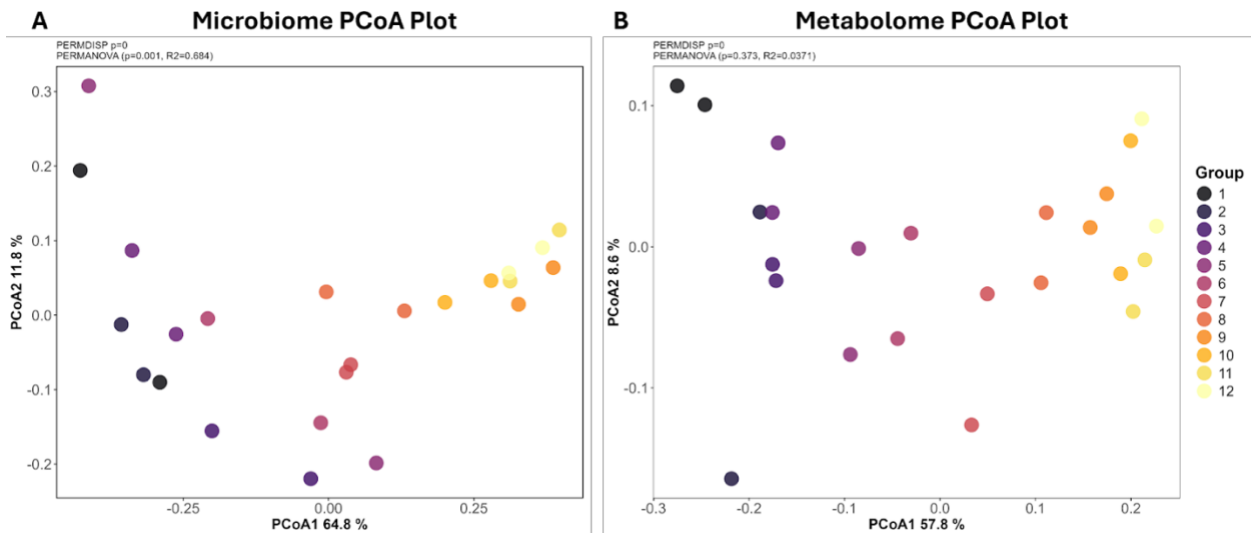 A Microbiome PCoA Plot
PERMDISP p=0
PERMANOVA (p=0.001, R2=0.684)
0.3
0.2
0.1
0.0
-0.1
-0.2
PCoA2 11.8 %
-0.25 0.00 0.25
PCoA1 64.8 %
B Metabolome PCoA Plot
PERMDISP p=0
PERMANOVA (p=0.373, R2=0.0371)
0.1
0.0
-0.1
PCoA2 8.6 %
-0.3 -0.2 -0.1 0.0 0.1 0.2
PCoA1 57.8 %
Group
1
2
3
4
5
6
7
8
9
10
11
12